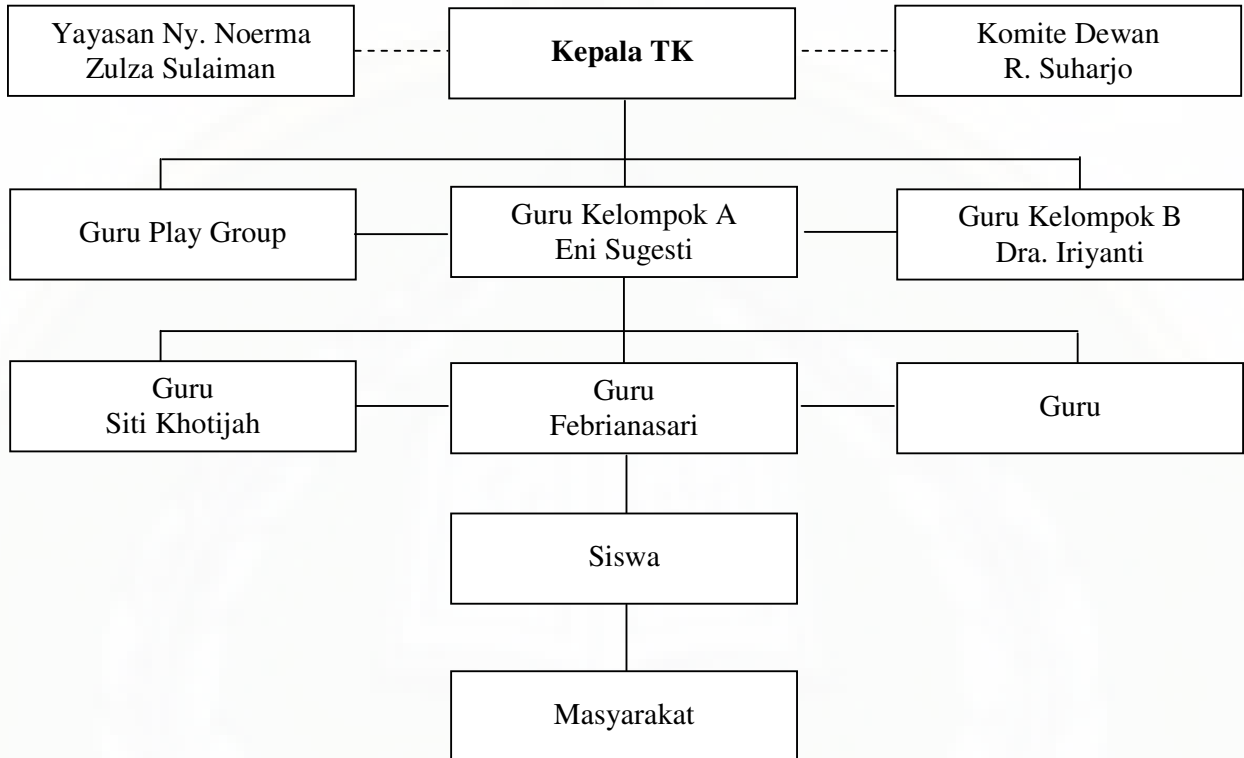 Yayasan Ny. Noerma
Zulza Sulaiman
Kepala TK
Komite Dewan
R. Suharjo
Guru Play Group
Guru Kelompok A
Eni Sugesti
Guru Kelompok B
Dra. Iriyanti
Guru
Siti Khotijah
Guru
Febrianasari
Guru
Siswa
Masyarakat